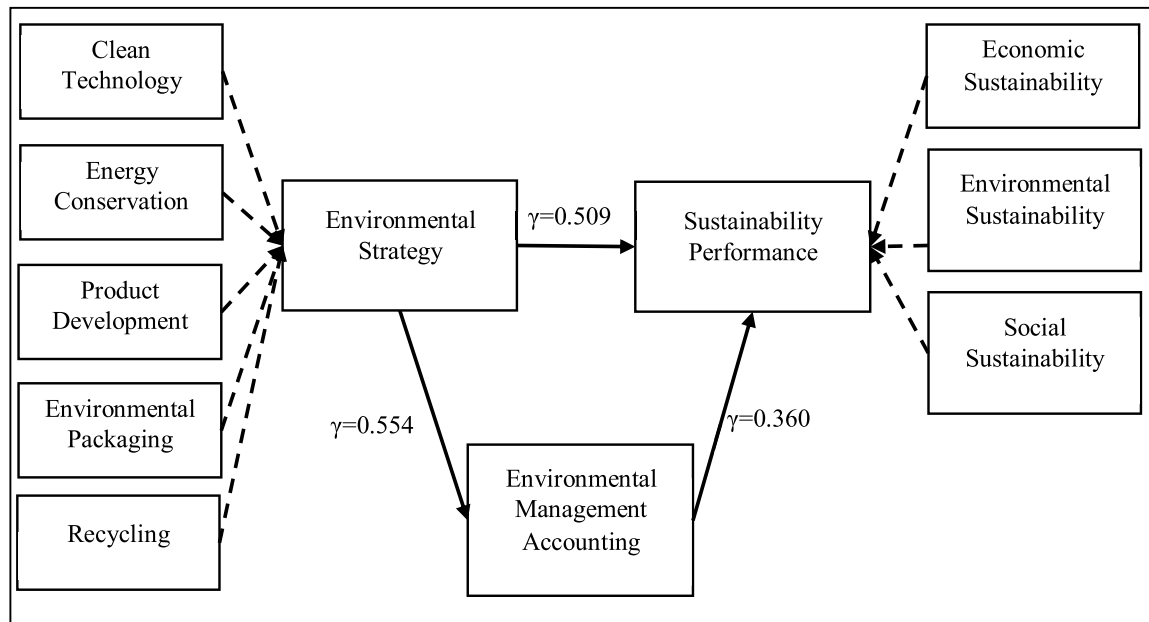 Clean
Technology
Energy
Conservation
Product
Development
Environmental
Packaging
Recycling
Environmental
Strategy
γ=0.509
γ=0.554
Environmental
Management
Accounting
γ=0.360
Sustainability
Performance
Economic
Sustainability
Environmental
Sustainability
Social
Sustainability